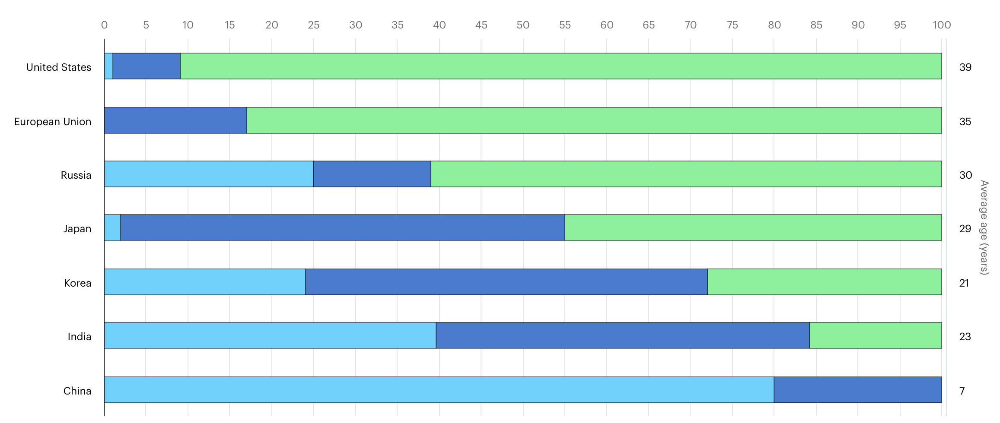 0 5 10 15 20 25 30 35 40 45 50 55 60 65 70 75 80 85 90 95 100
United States 39
European Union 35
Russia 30
Japan 29
Korea 21
India 23
China 7
Average age (years)